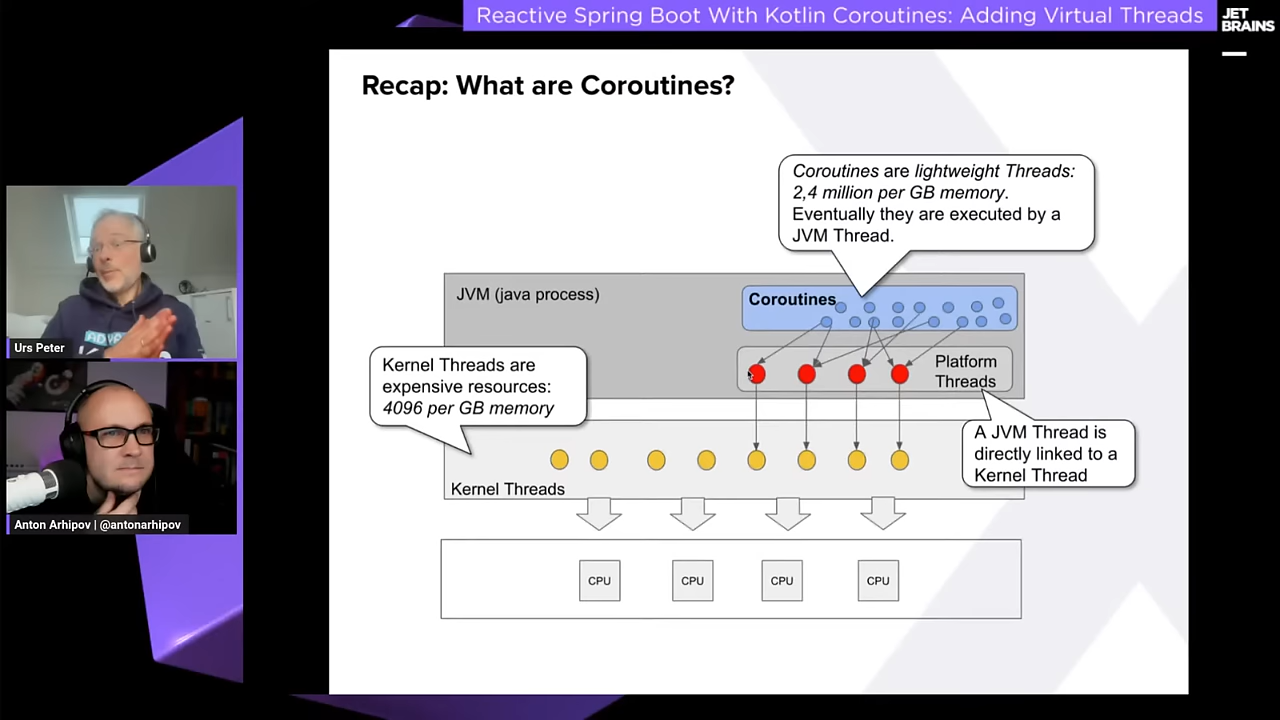 Reactive Spring Boot With Kotlin Coroutines: Adding Virtual Threads
JET
BRAINS
Recap: What are Coroutines?
Coroutines are lightweight Threads:
2,4 million per GB memory.
Eventually they are executed by a
JVM Thread.
JVM (java process)
Coroutines
Platform
Threads
Kernel Threads are
expensive resources:
4096 per GB memory
A JVM Thread is
directly linked to a
Kernel Thread
Kernel Threads
CPU
CPU
CPU
CPU
Urs Peter
Anton Arhipov | @antonarhipov